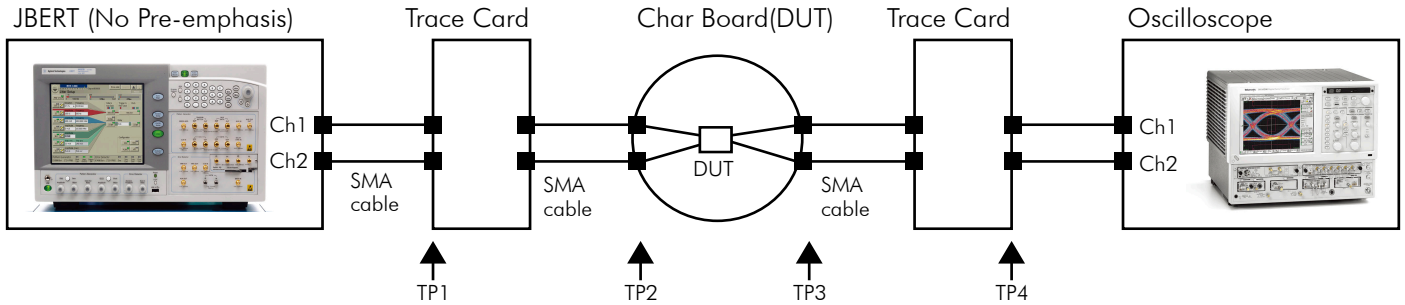 JBERT (No Pre-emphasis)
Trace Card
Char Board(DUT)
Trace Card
Oscilloscope
Ch1
Ch2
SMA
cable
SMA
cable
DUT
SMA
cable
Ch1
Ch2
TP1
TP2
TP3
TP4